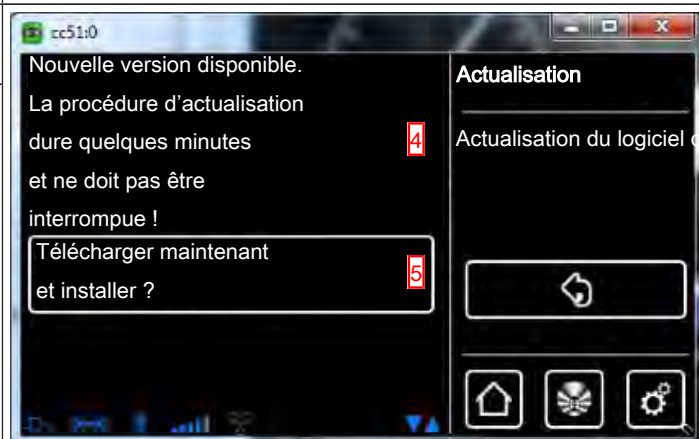 cc51:0
Nouvelle version disponible.
La procédure d'actualisation
dure quelques minutes
4
et ne doit pas être
interrompue !
Télécharger maintenant
5
et installer ?
Actualisation
Actualisation du logiciel